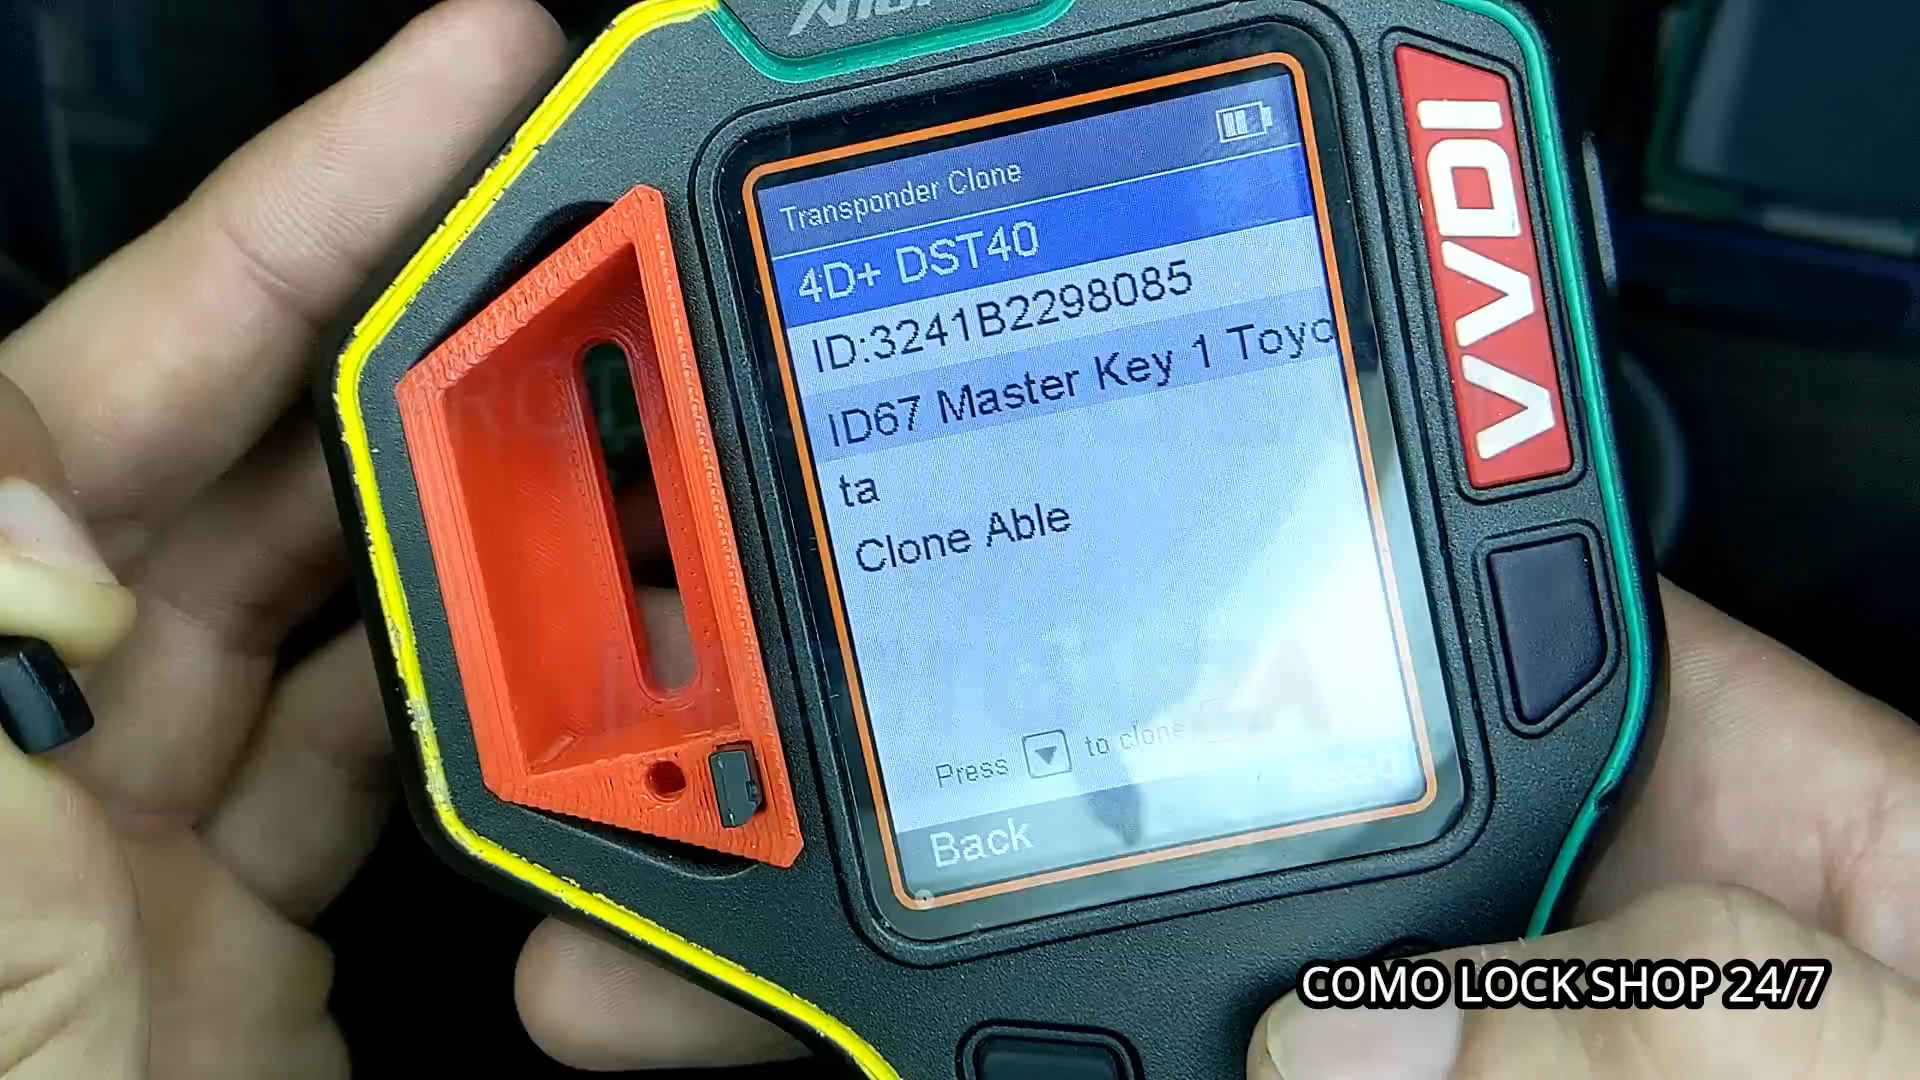 Transponder Clone
4D+ DST40
ID:3241B2298085
ID67 Master Key 1 Toyo
ta
Clone Able
Press to clone
Read
Back
VVDI
COMO LOCK SHOP 24/7